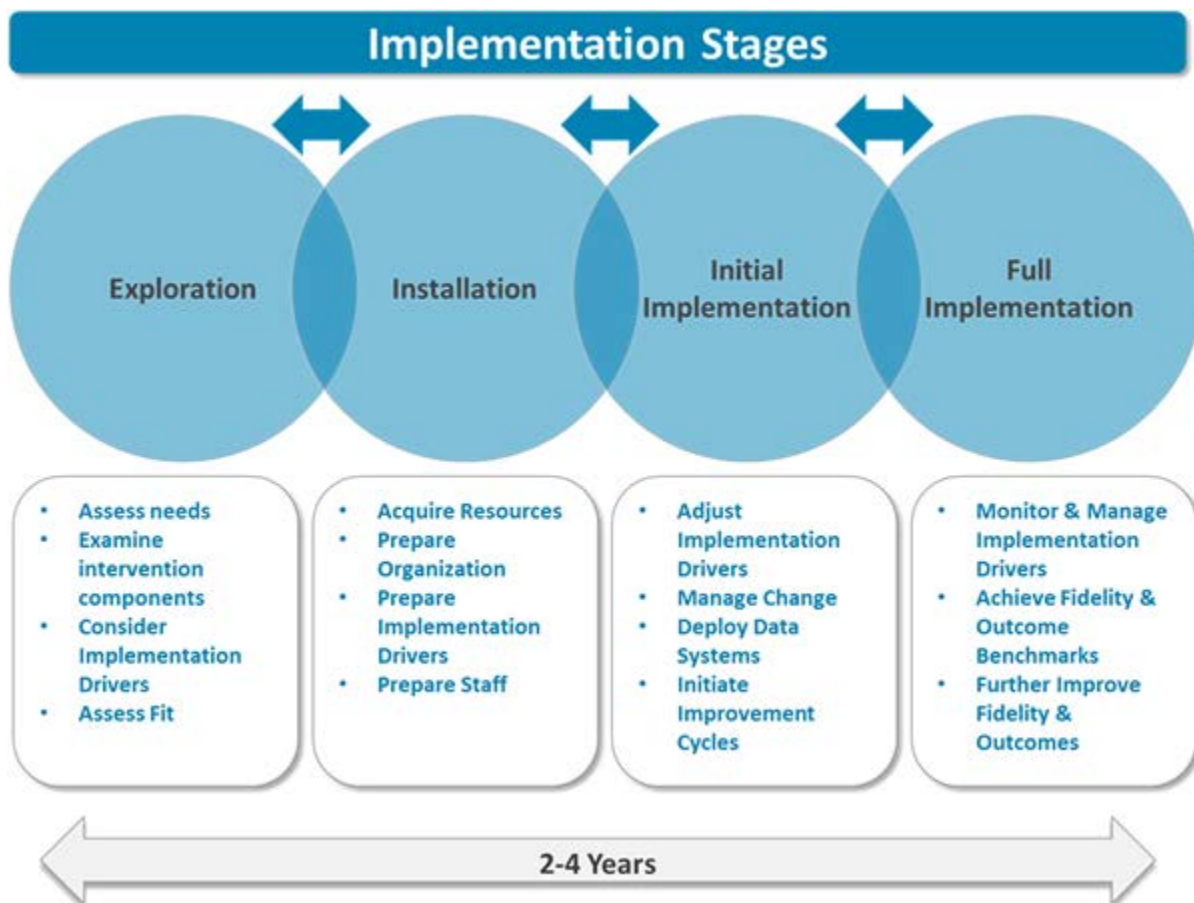 Implementation Stages
Exploration
Installation
Initial
Implementation
Full
Implementation
• Assess needs
• Examine
intervention
components
• Consider
Implementation
Drivers
• Assess Fit
• Acquire Resources
• Prepare
Organization
• Prepare
Implementation
Drivers
• Prepare Staff
• Adjust
Implementation
Drivers
• Manage Change
• Deploy Data
Systems
• Initiate
Improvement
Cycles
• Monitor & Manage
Implementation
Drivers
• Achieve Fidelity &
Outcome
Benchmarks
• Further Improve
Fidelity &
Outcomes
2-4 Years